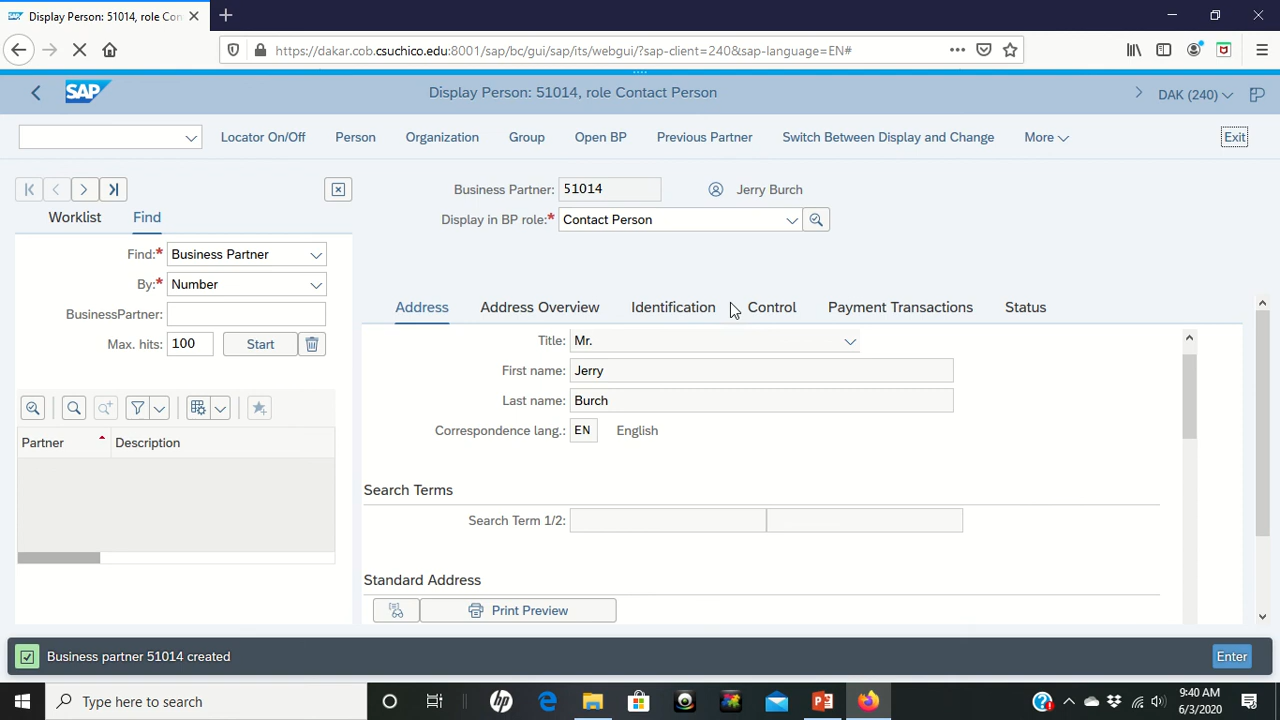 Display Person: 51014, role Con
https://dakar.cob.csuchico.edu:8001/sap/bc/gui/sap/its/webgui/?sap-client=240&sap-language=EN#
SAP Display Person: 51014, role Contact Person DAK (240)
Locator On/Off Person Organization Group Open BP Previous Partner Switch Between Display and Change More Exit
Business Partner: 51014 Jerry Burch
Display in BP role:* Contact Person
Worklist Find
Find:* Business Partner
By:* Number
BusinessPartner:
Max. hits: 100 Start
Partner Description
Address Address Overview Identification Control Payment Transactions Status
Title: Mr.
First name: Jerry
Last name: Burch
Correspondence lang.: EN English
Search Terms
Search Term 1/2:
Standard Address
Print Preview
Business partner 51014 created Enter
Type here to search
9:40 AM
6/3/2020